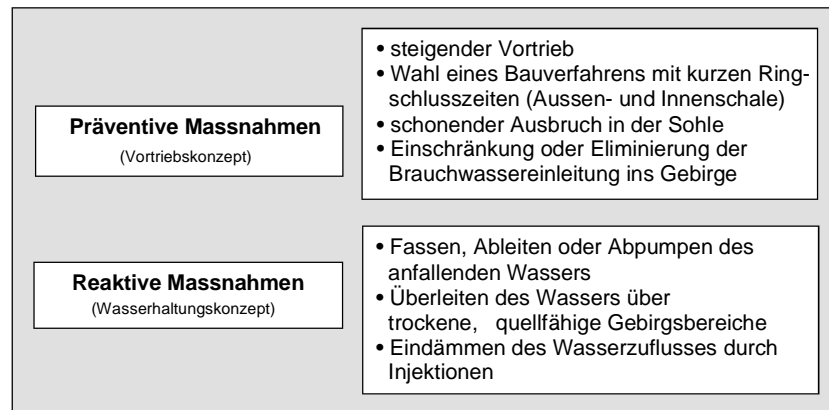 Präventive Massnahmen
(Vortriebskonzept)
• steigender Vortrieb
• Wahl eines Bauverfahrens mit kurzen Ring-
schlusszeiten (Aussen- und Innenschale)
• schonender Ausbruch in der Sohle
• Einschränkung oder Eliminierung der
Brauchwassereinleitung ins Gebirge
Reaktive Massnahmen
(Wasserhaltungskonzept)
• Fassen, Ableiten oder Abpumpen des
anfallenden Wassers
• Überleiten des Wassers über
trockene, quellfähige Gebirgsbereiche
• Eindämmen des Wasserzuflusses durch
Injektionen